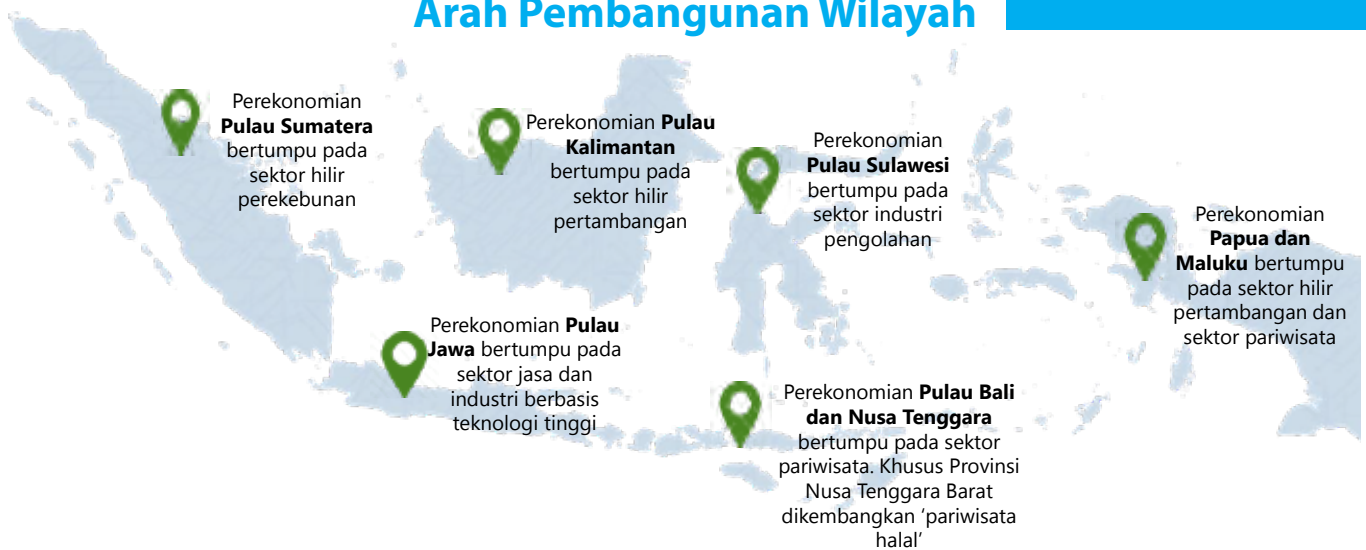 Arah Pembangunan Wilayah
Perekonomian
Pulau Sumatera
bertumpu pada
sektor hilir
perekebunan
Perekonomian Pulau
Kalimantan
bertumpu pada
sektor hilir
pertambangan
Perekonomian
Pulau Sulawesi
bertumpu pada
sektor industri
pengolahan
Perekonomian
Papua dan
Maluku bertumpu
pada sektor hilir
pertambangan dan
sektor pariwisata
Perekonomian Pulau
Jawa bertumpu pada
sektor jasa dan
industri berbasis
teknologi tinggi
Perekonomian Pulau Bali
dan Nusa Tenggara
bertumpu pada sektor
pariwisata. Khusus Provinsi
Nusa Tenggara Barat
dikembangkan ‘pariwisata
halal’